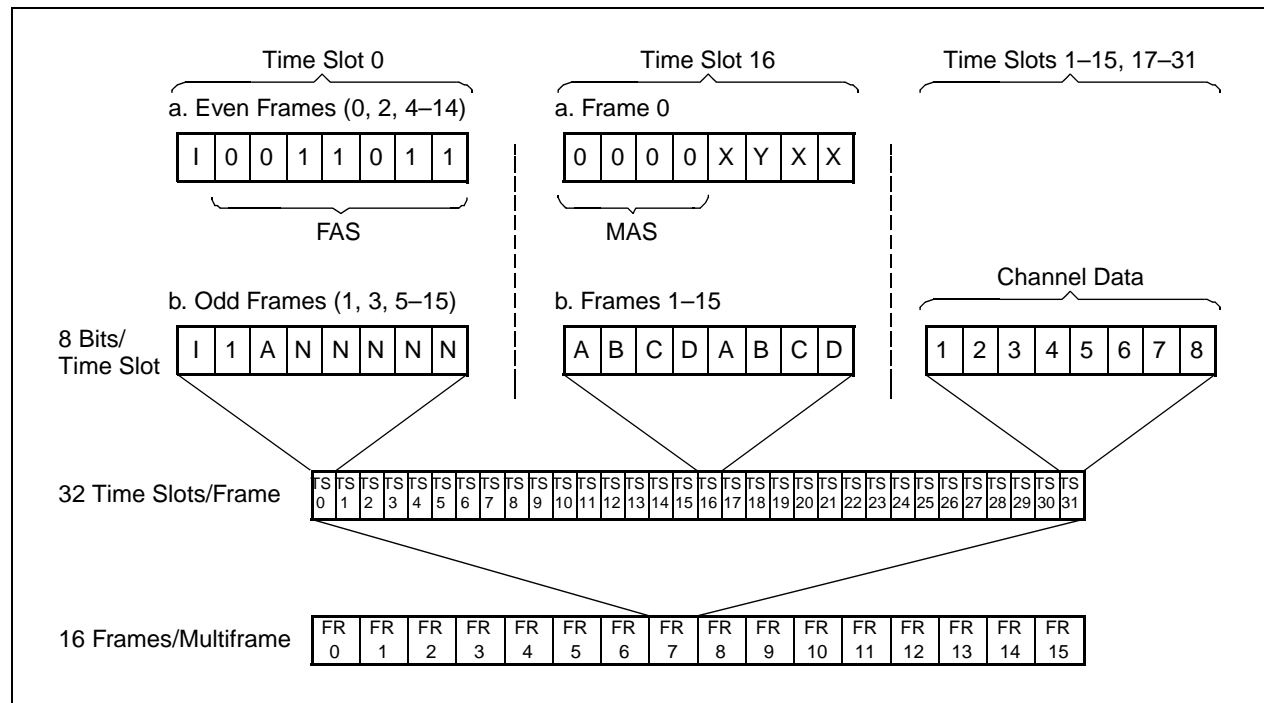 Time Slot 0
Time Slot 16
Time Slots 1–15, 17–31
a. Even Frames (0, 2, 4–14)
a. Frame 0
I 0 0 1 1 0 1 1
0 0 0 0 X Y X X
FAS
MAS
Channel Data
b. Odd Frames (1, 3, 5–15)
b. Frames 1–15
8 Bits/
Time Slot
I 1 A N N N N N
A B C D A B C D
1 2 3 4 5 6 7 8
32 Time Slots/Frame
TS TS TS TS TS TS TS TS TS TS TS TS TS TS TS TS TS TS TS TS TS TS TS TS TS TS TS TS TS TS TS TS
0 1 2 3 4 5 6 7 8 9 10 11 12 13 14 15 16 17 18 19 20 21 22 23 24 25 26 27 28 29 30 31
16 Frames/Multiframe
FR FR FR FR FR FR FR FR FR FR FR FR FR FR FR FR
0 1 2 3 4 5 6 7 8 9 10 11 12 13 14 15